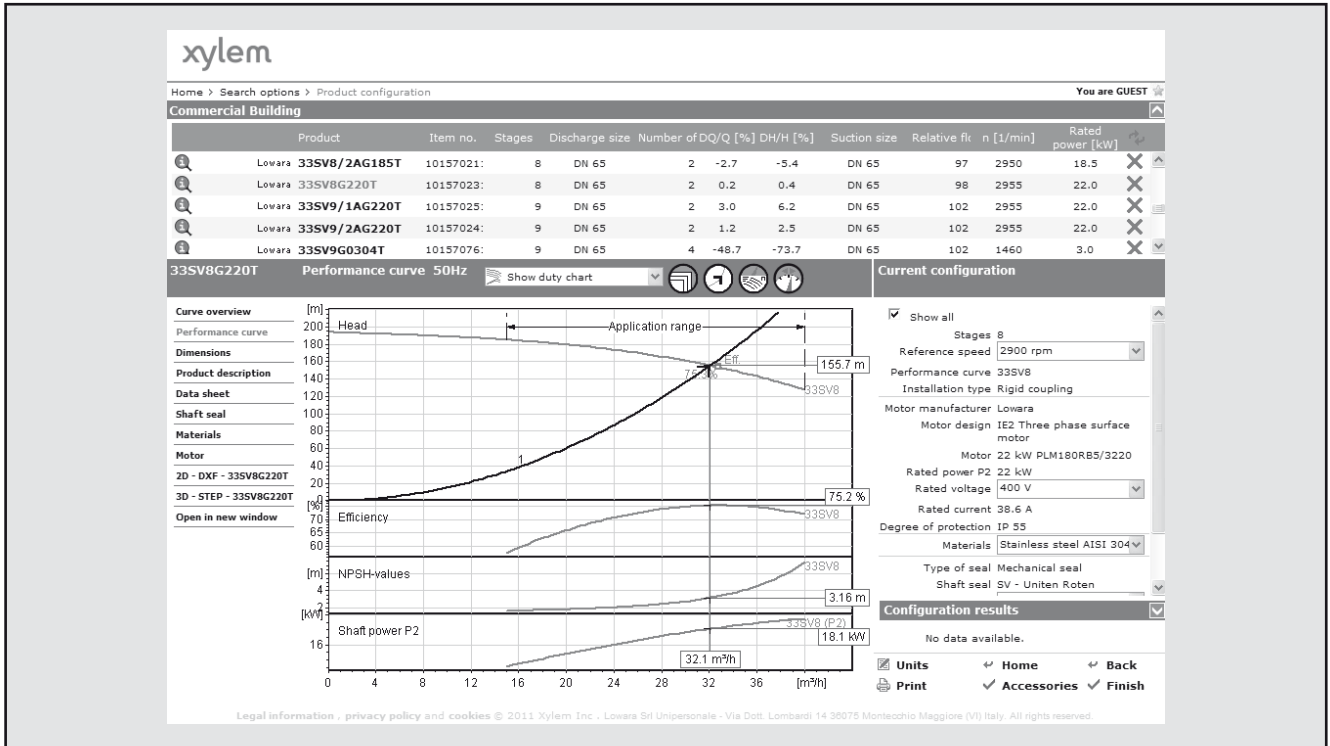 xylem
Home > Search options > Product configuration You are GUEST
Commercial Building
Product Item no. Stages Discharge size Number of DQ/Q [%] DH/H [%] Suction size Relative flc n [1/min] Rated power [kW]
Lowara 33SV8/2AG185T 10157021: 8 DN 65 2 -2.7 -5.4 DN 65 97 2950 18.5
Lowara 33SV8G220T 10157023: 8 DN 65 2 0.2 0.4 DN 65 98 2955 22.0
Lowara 33SV9/1AG220T 10157025: 9 DN 65 2 3.0 6.2 DN 65 102 2955 22.0
Lowara 33SV9/2AG220T 10157024: 9 DN 65 2 1.2 2.5 DN 65 102 2955 22.0
Lowara 33SV9G0304T 10157076: 9 DN 65 4 -48.7 -73.7 DN 65 102 1460 3.0
33SV8G220T Performance curve 50Hz Show duty chart Current configuration
Curve overview
Performance curve
Dimensions
Product description
Data sheet
Shaft seal
Materials
Motor
2D - DXF - 33SV8G220T
3D - STEP - 33SV8G220T
Open in new window
[m]
Head
Application range
200
180
160
140
120
100
80
60
40
20
0
Eff.
75.3%
155.7 m
33SV8
1
75.2 %
[%]
70
65
60
Efficiency
33SV8
[m]
4
2
NPSH-values
33SV8
3.16 m
[kW]
16
Shaft power P2
33SV8 (P2)
18.1 kW
32.1 m³/h
0 4 8 12 16 20 24 28 32 36 [m³/h]
Show all
Stages 8
Reference speed 2900 rpm
Performance curve 33SV8
Installation type Rigid coupling
Motor manufacturer Lowara
Motor design IE2 Three phase surface
motor
Motor 22 kW PLM180RB5/3220
Rated power P2 22 kW
Rated voltage 400 V
Rated current 38.6 A
Degree of protection IP 55
Materials Stainless steel AISI 304
Type of seal Mechanical seal
Shaft seal SV - Uniten Roten
Configuration results
No data available.
Units Home Back
Print Accessories Finish
Legal information , privacy policy and cookies © 2011 Xylem Inc . Lowara Srl Unipersonale - Via Dott. Lombardi 14 36075 Montecchio Maggiore (VI) Italy. All rights reserved.